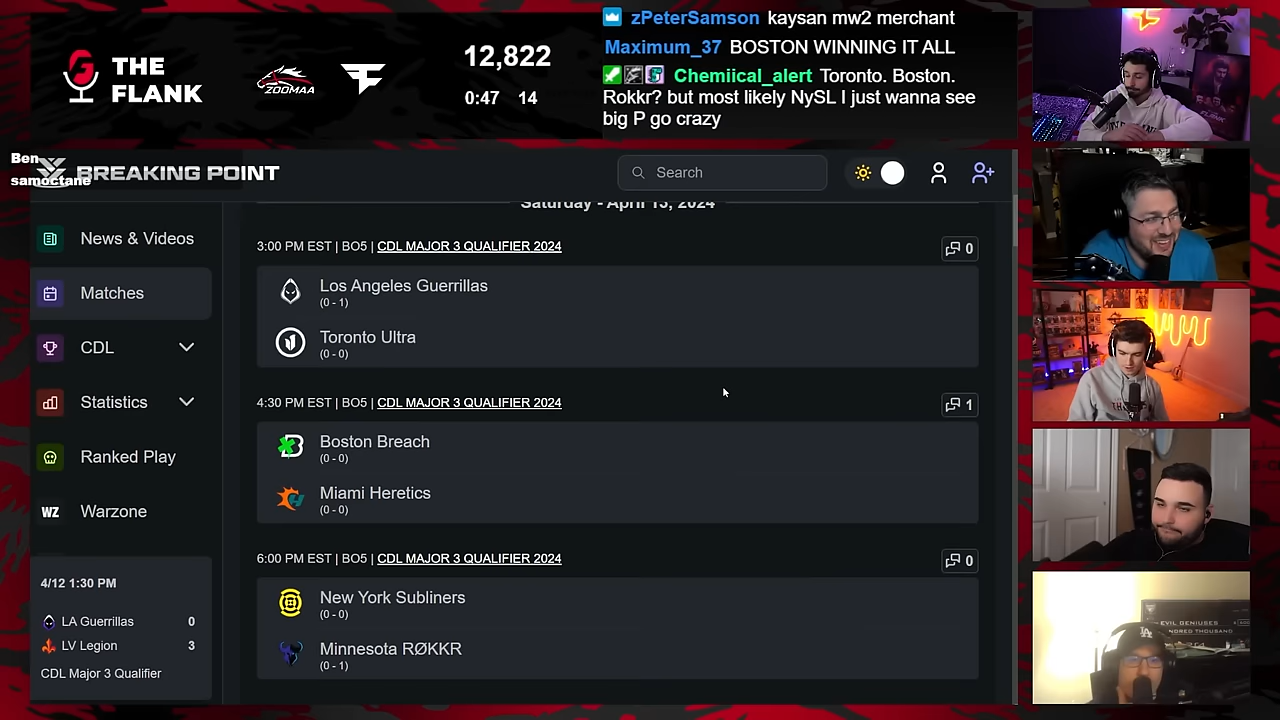 THE
FLANK
ZOOMAA
12,822
0:47 14
zPeterSamson kaysan mw2 merchant
Maximum_37 BOSTON WINNING IT ALL
Chemiical_alert Toronto. Boston.
Rokkr? but most likely NySL I just wanna see
big P go crazy
Ben
samoctane
BREAKING POINT
Search
News & Videos
Matches
CDL
Statistics
Ranked Play
WZ Warzone
4/12 1:30 PM
LA Guerrillas 0
LV Legion 3
CDL Major 3 Qualifier
Saturday - April 13, 2024
3:00 PM EST | BO5 | CDL MAJOR 3 QUALIFIER 2024 0
Los Angeles Guerrillas
(0 - 1)
Toronto Ultra
(0 - 0)
4:30 PM EST | BO5 | CDL MAJOR 3 QUALIFIER 2024 1
Boston Breach
(0 - 0)
Miami Heretics
(0 - 0)
6:00 PM EST | BO5 | CDL MAJOR 3 QUALIFIER 2024 0
New York Subliners
(0 - 0)
Minnesota RØKKR
(0 - 1)
EVIL GENIUSES
LA